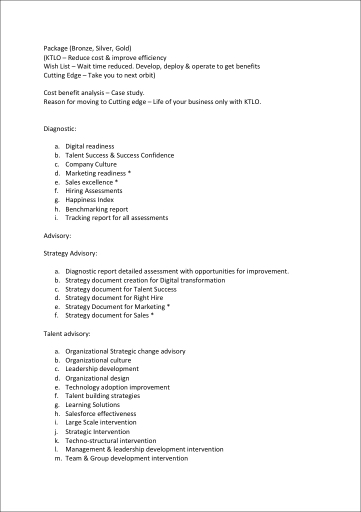 Package (Bronze, Silver, Gold)
(KTLO – Reduce cost & improve efficiency
Wish List – Wait time reduced. Develop, deploy & operate to get benefits
Cutting Edge – Take you to next orbit)
Cost benefit analysis – Case study.
Reason for moving to Cutting edge – Life of your business only with KTLO.
Diagnostic:
a. Digital readiness
b. Talent Success & Success Confidence
c. Company Culture
d. Marketing readiness *
e. Sales excellence *
f. Hiring Assessments
g. Happiness Index
h. Benchmarking report
i. Tracking report for all assessments
Advisory:
Strategy Advisory:
a. Diagnostic report detailed assessment with opportunities for improvement.
b. Strategy document creation for Digital transformation
c. Strategy document for Talent Success
d. Strategy document for Right Hire
e. Strategy Document for Marketing *
f. Strategy document for Sales *
Talent advisory:
a. Organizational Strategic change advisory
b. Organizational culture
c. Leadership development
d. Organizational design
e. Technology adoption improvement
f. Talent building strategies
g. Learning Solutions
h. Salesforce effectiveness
i. Large Scale intervention
j. Strategic Intervention
k. Techno-structural intervention
l. Management & leadership development intervention
m. Team & Group development intervention